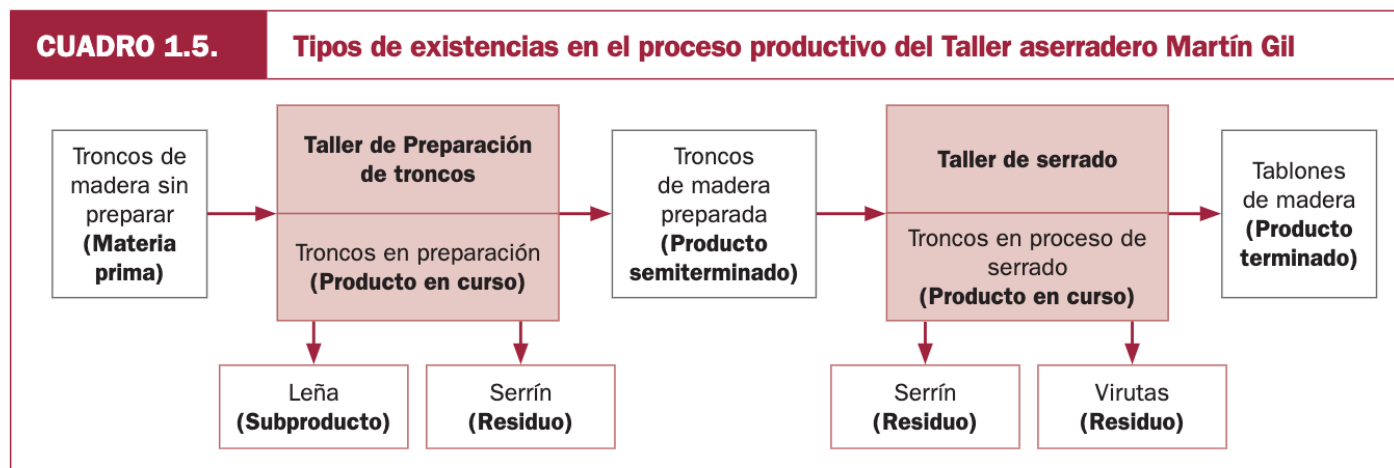 CUADRO 1.5.
Tipos de existencias en el proceso productivo del Taller aserradero Martín Gil
Troncos de
madera sin
preparar
(Materia
prima)
Taller de Preparación
de troncos
Troncos en preparación
(Producto en curso)
Troncos
de madera
preparada
(Producto
semiterminado)
Taller de serrado
Troncos en proceso de
serrado
(Producto en curso)
Tablones
de madera
(Producto
terminado)
Leña
(Subproducto)
Serrín
(Residuo)
Serrín
(Residuo)
Virutas
(Residuo)